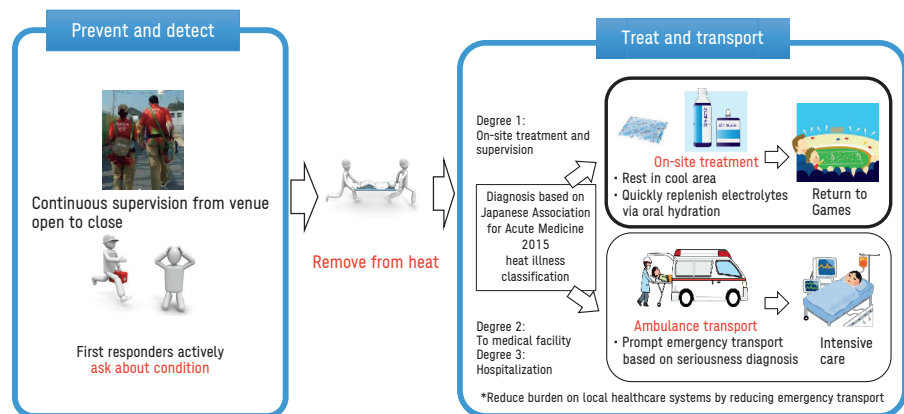 Prevent and detect
Continuous supervision from venue
open to close
First responders actively
ask about condition
Remove from heat
Treat and transport
Degree 1:
On-site treatment and
supervision
Diagnosis based on
Japanese Association
for Acute Medicine
2015
heat illness
classification
Degree 2:
To medical facility
Degree 3:
Hospitalization
On-site treatment
・Rest in cool area
・Quickly replenish electrolytes
via oral hydration
Return to
Games
Ambulance transport
・Prompt emergency transport
based on seriousness diagnosis
Intensive
care
*Reduce burden on local healthcare systems by reducing emergency transport